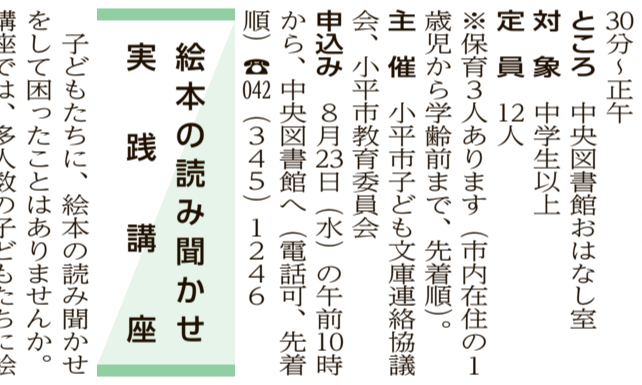 30分～正午
ところ　中央図書館おはなし室
対　象　中学生以上
定　員　12人
※保育３人あります（市内在住の１
歳児から学齢前まで、先着順）。
主　催　小平市子ども文庫連絡協議
会、小平市教育委員会
申込み　８月23日（水）の午前10時
から、中央図書館へ（電話可、先着
順）☎042（３４５）１２４６
絵本の読み聞かせ
実践講座
　子どもたちに、絵本の読み聞かせ
をして困ったことはありませんか。
講座では、多人数の子どもたちに絵